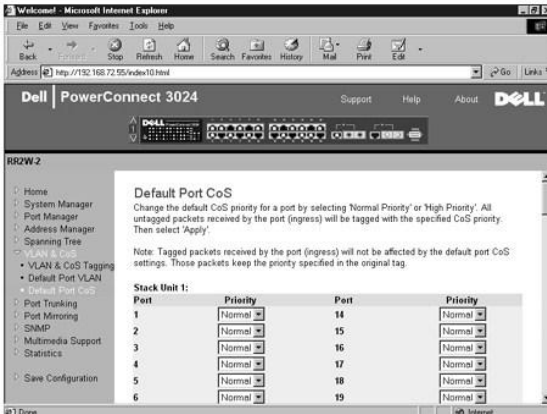 Welcome! - Microsoft Internet Explorer
File Edit View Favorites Tools Help
Back Forward Stop Refresh Home Search Favorites History Mail Print Edit
Address http://192.168.72.55/index10.html Go Links
Dell PowerConnect 3024 Support Help About DELL
DELL
RR2W-2
Home
System Manager
Port Manager
Address Manager
Spanning Tree
VLAN & CoS
VLAN & CoS Tagging
Default Port VLAN
Default Port CoS
Port Trunking
Port Mirroring
SNMP
Multimedia Support
Statistics
Save Configuration
Default Port CoS
Change the default CoS priority for a port by selecting 'Normal Priority' or 'High Priority'. All
untagged packets received by the port (ingress) will be tagged with the specified CoS priority.
Then select 'Apply'.
Note: Tagged packets received by the port (ingress) will not be affected by the default port CoS
settings. Those packets keep the priority specified in the original tag.
Stack Unit 1:
Port Priority Port Priority
1 Normal 14 Normal
2 Normal 15 Normal
3 Normal 16 Normal
4 Normal 17 Normal
5 Normal 18 Normal
6 Normal 19 Normal
Done Internet